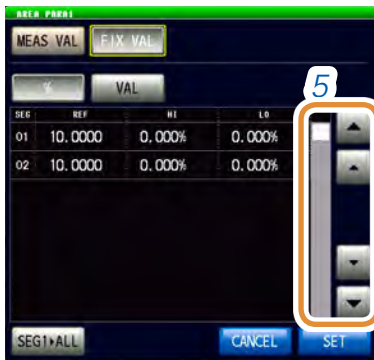 AREA PARA1
MEAS VAL FIX VAL
% VAL
5
SEG REF HI LO
01 10.0000 0.000% 0.000%
02 10.0000 0.000% 0.000%
SEG1▸ALL CANCEL SET